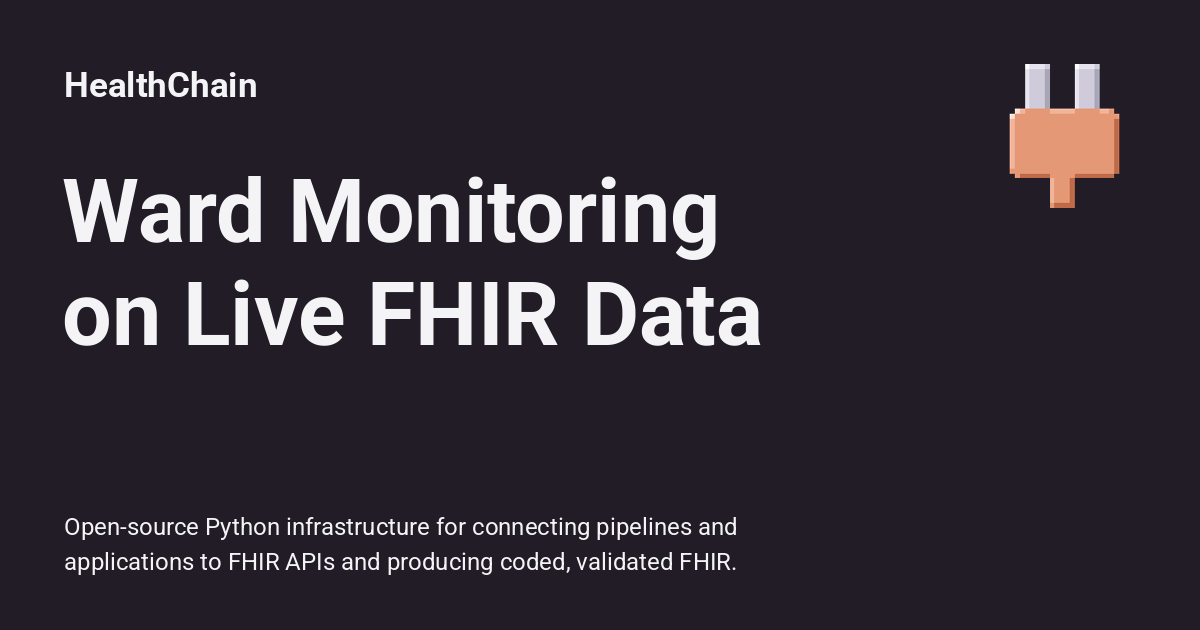 HealthChain
Ward Monitoring
on Live FHIR Data
Open-source Python infrastructure for connecting pipelines and
applications to FHIR APIs and producing coded, validated FHIR.